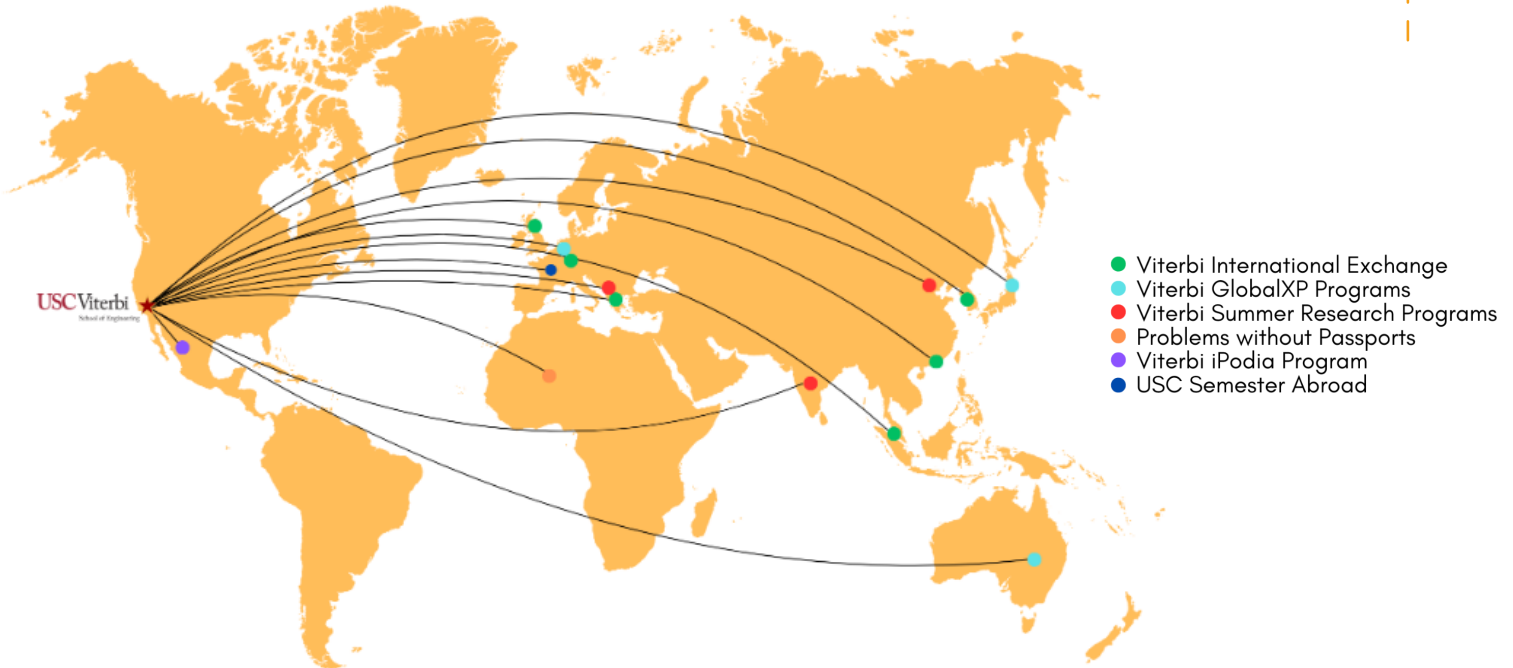 USC Viterbi
School of Engineering
Viterbi International Exchange
Viterbi GlobalXP Programs
Viterbi Summer Research Programs
Problems without Passports
Viterbi iPodia Program
USC Semester Abroad